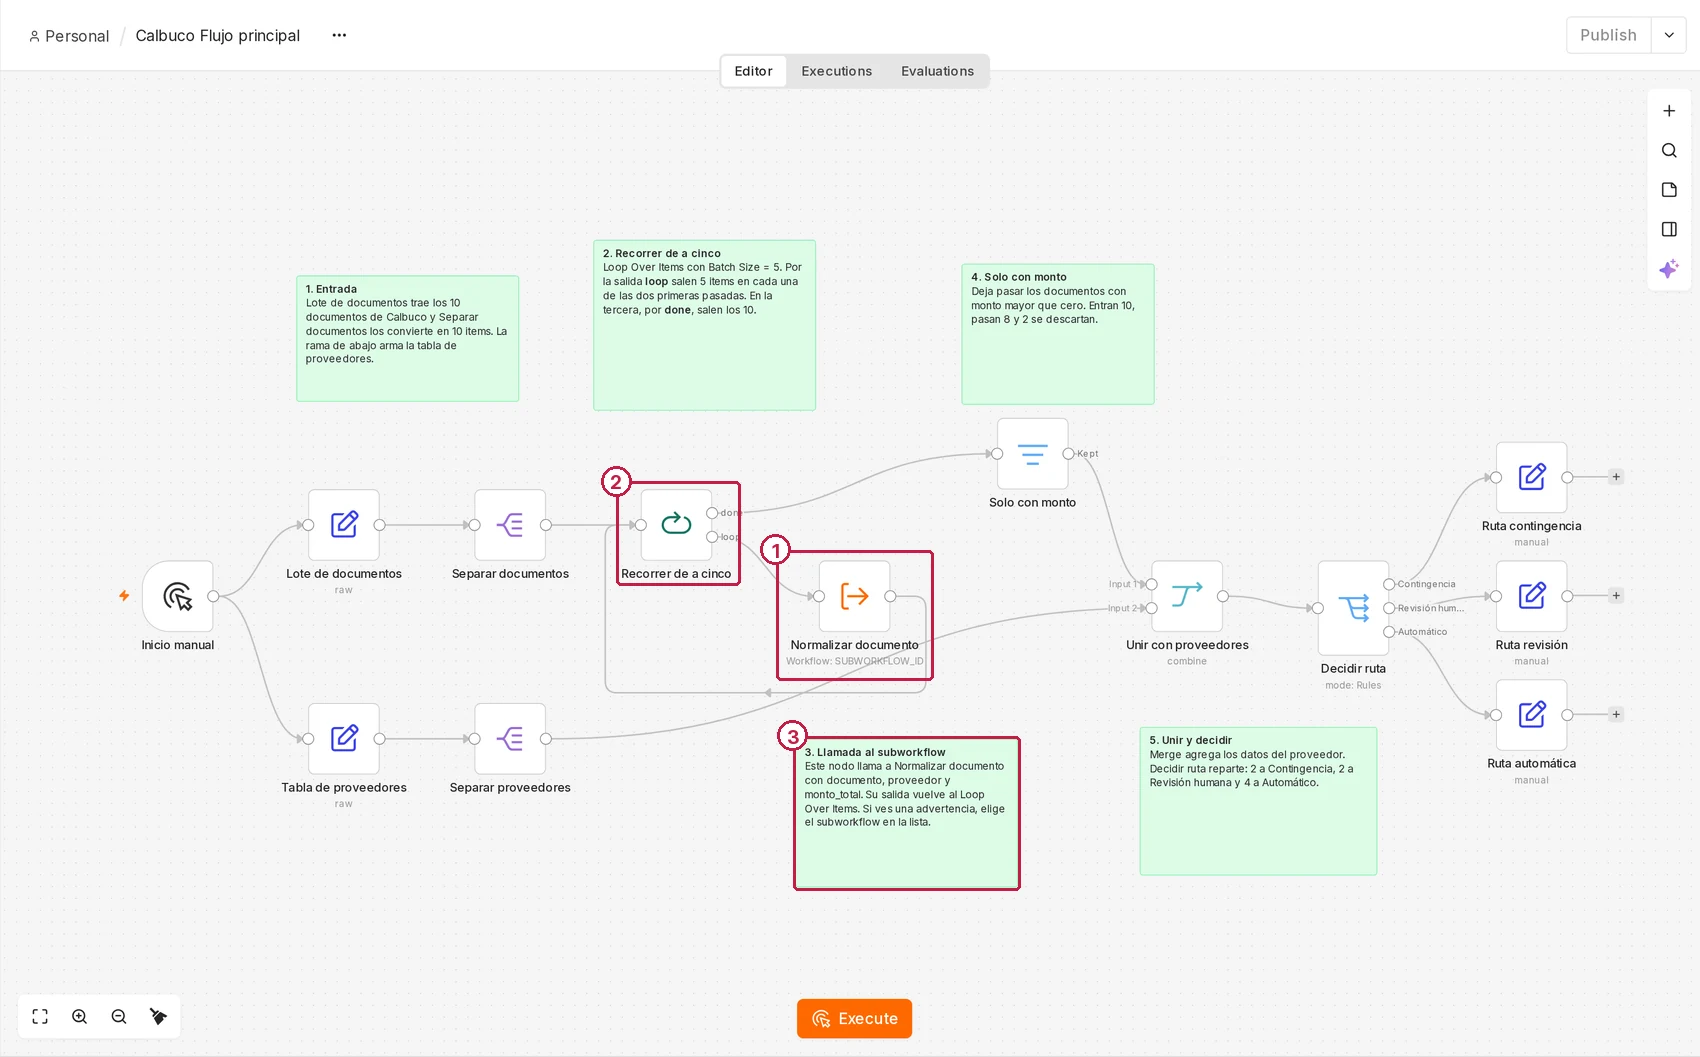 Personal / Calbuco Flujo principal ...
Publish
Editor Executions Evaluations
1. Entrada
Lote de documentos trae los 10
documentos de Calbuco y Separar
documentos los convierte en 10 items. La
rama de abajo arma la tabla de
proveedores.
2. Recorrer de a cinco
Loop Over Items con Batch Size = 5. Por
la salida loop salen 5 items en cada una
de las dos primeras pasadas. En la
tercera, por done, salen los 10.
4. Solo con monto
Deja pasar los documentos con
monto mayor que cero. Entran 10,
pasan 8 y 2 se descartan.
Kept
Solo con monto
2
done
loop
Lote de documentos
raw
Separar documentos
Recorrer de a cinco
1
Inicio manual
Normalizar documento
Workflow: SUBWORKFLOW_ID
Input 1
Input 2
Unir con proveedores
combine
Contingencia
Revisión hum...
Automático
Decidir ruta
mode: Rules
Ruta contingencia
manual
Ruta revisión
manual
Ruta automática
manual
Tabla de proveedores
raw
Separar proveedores
3
3. Llamada al subworkflow
Este nodo llama a Normalizar documento
con documento, proveedor y
monto_total. Su salida vuelve al Loop
Over Items. Si ves una advertencia, elige
el subworkflow en la lista.
5. Unir y decidir
Merge agrega los datos del proveedor.
Decidir ruta reparte: 2 a Contingencia, 2 a
Revisión humana y 4 a Automático.
Execute